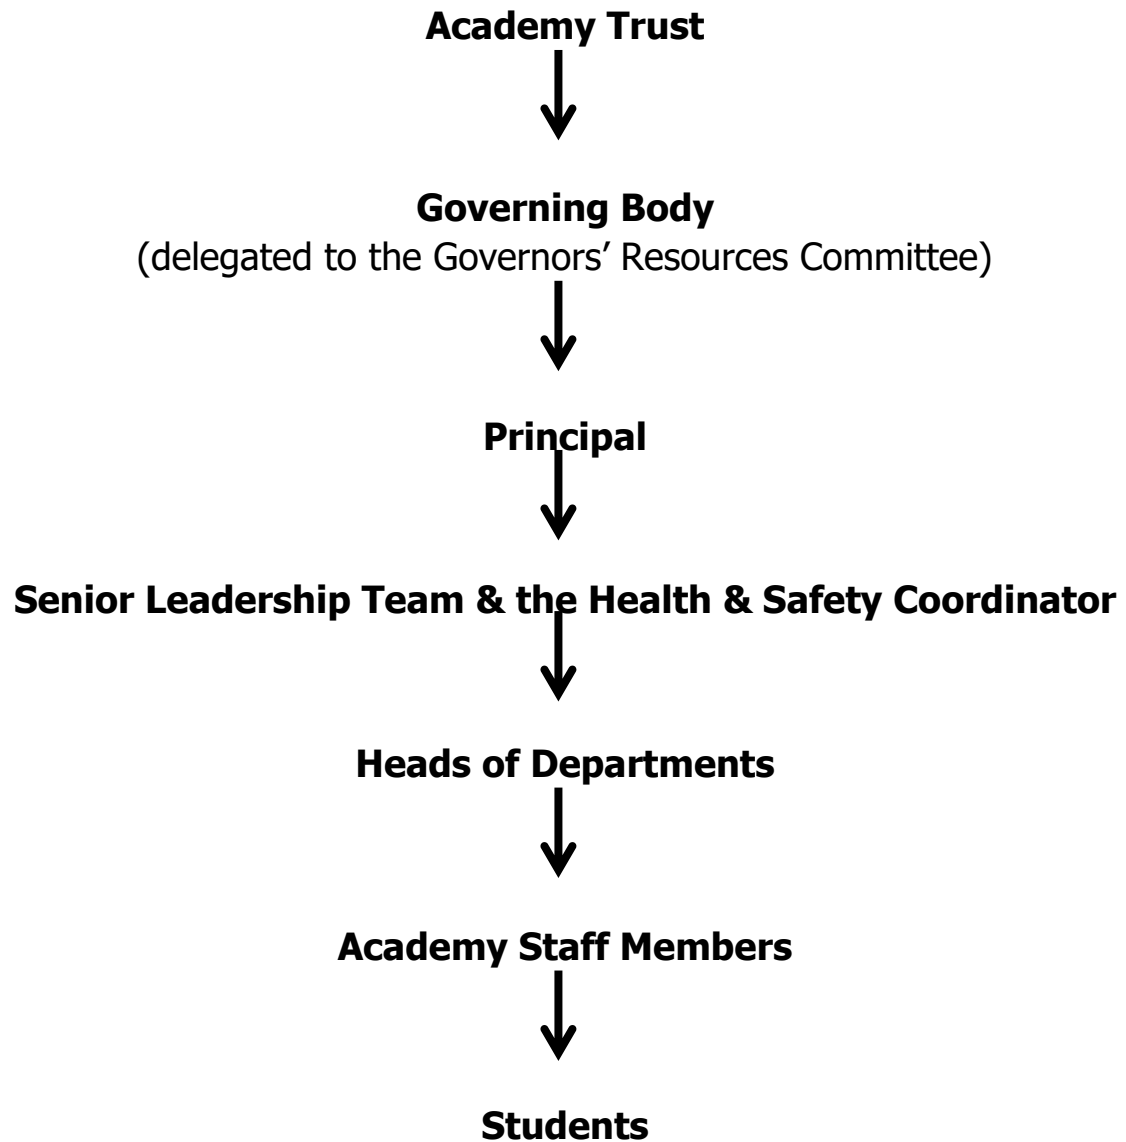 Academy Trust
Governing Body
(delegated to the Governors’ Resources Committee)
Principal
Senior Leadership Team & the Health & Safety Coordinator
Heads of Departments
Academy Staff Members
Students